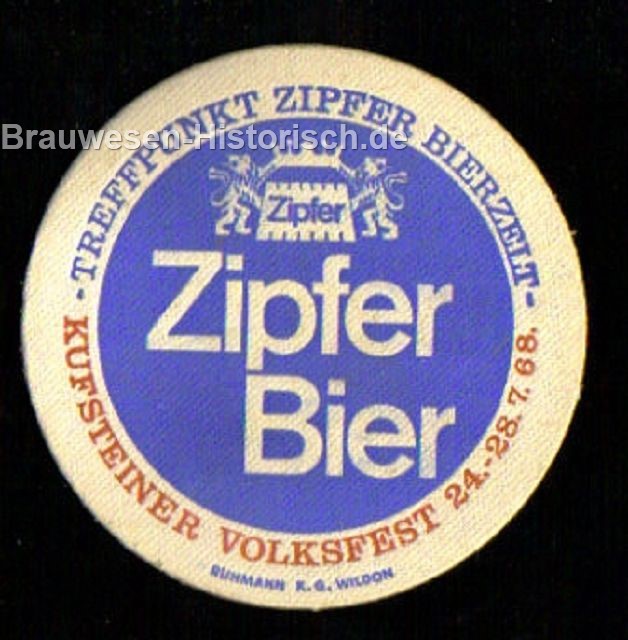 Brauwesen-Historisch.de
- TREFFPUNKT ZIPFER BIERZELT -
Zipfer
Zipfer
Bier
KUFSTEINER VOLKSFEST 24.-28.7.68.
RUHMANN K.G. WILDON